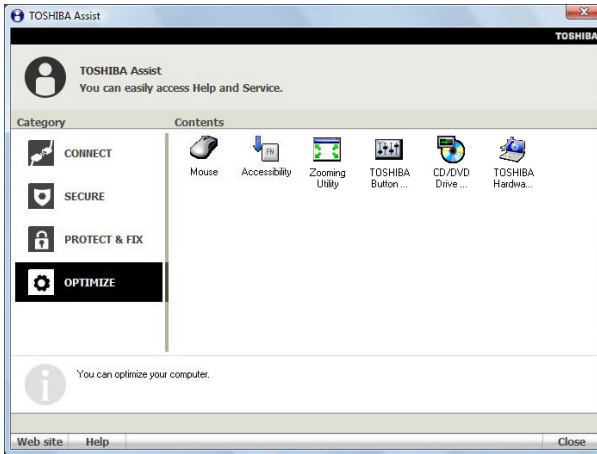 TOSHIBA Assist
TOSHIBA
TOSHIBA Assist
You can easily access Help and Service.
Category
Contents
CONNECT
SECURE
PROTECT & FIX
OPTIMIZE
Mouse
Accessibility
FN
Zooming
Utility
TOSHIBA
Button ...
CD/DVD
Drive ...
TOSHIBA
Hardwa...
You can optimize your computer.
Web site
Help
Close